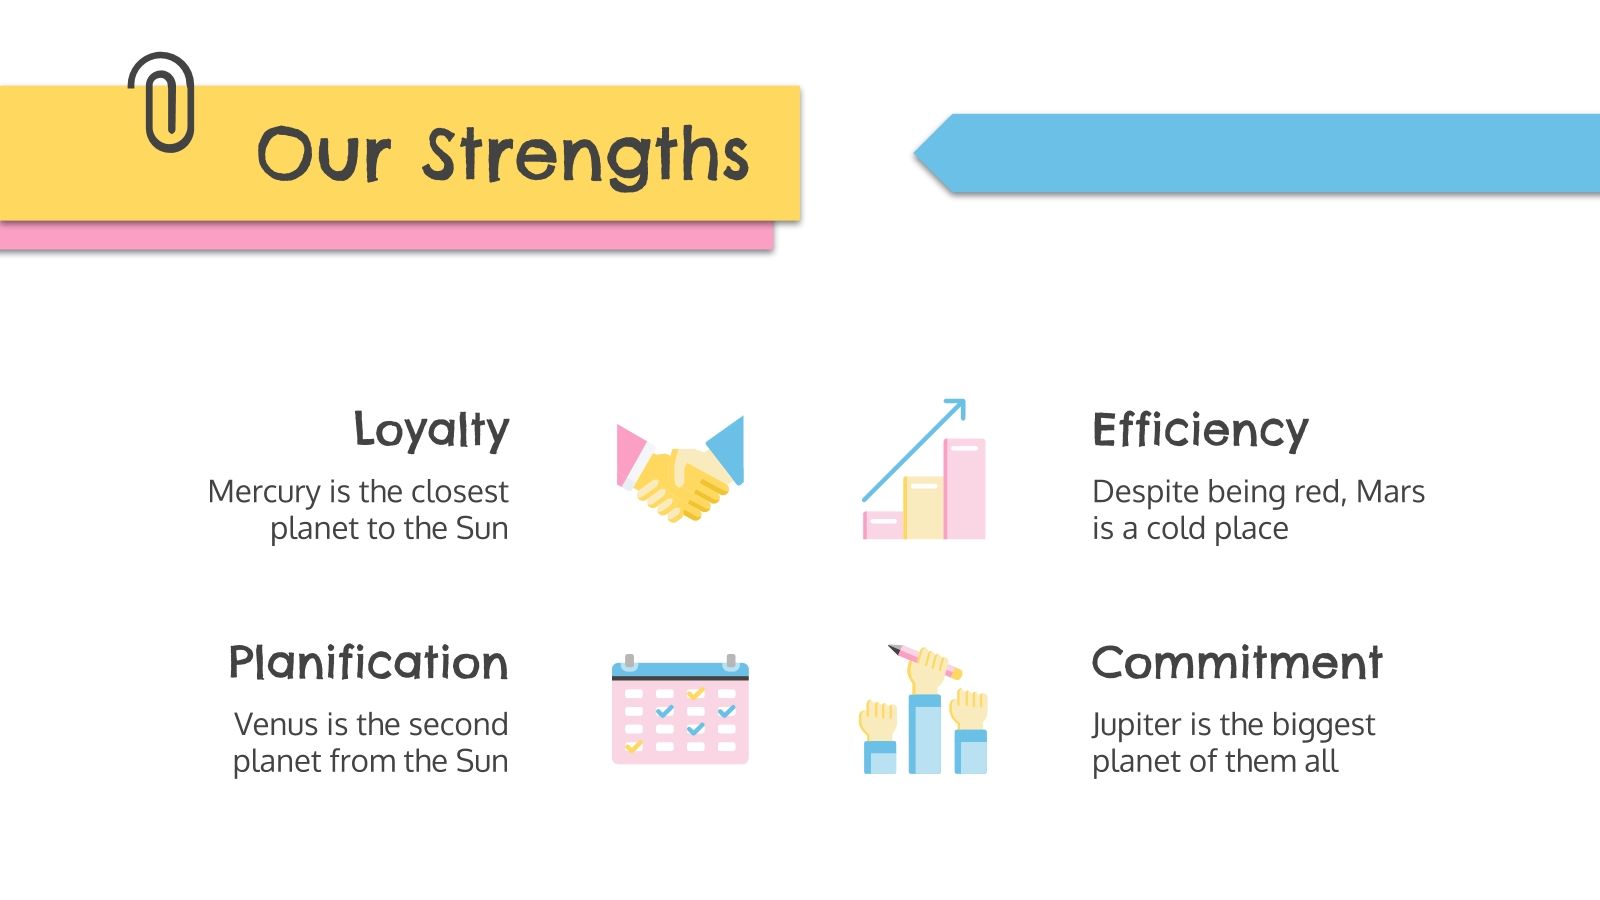 Our Strengths
Loyalty
Mercury is the closest
planet to the Sun
Efficiency
Despite being red, Mars
is a cold place
Planification
Venus is the second
planet from the Sun
Commitment
Jupiter is the biggest
planet of them all